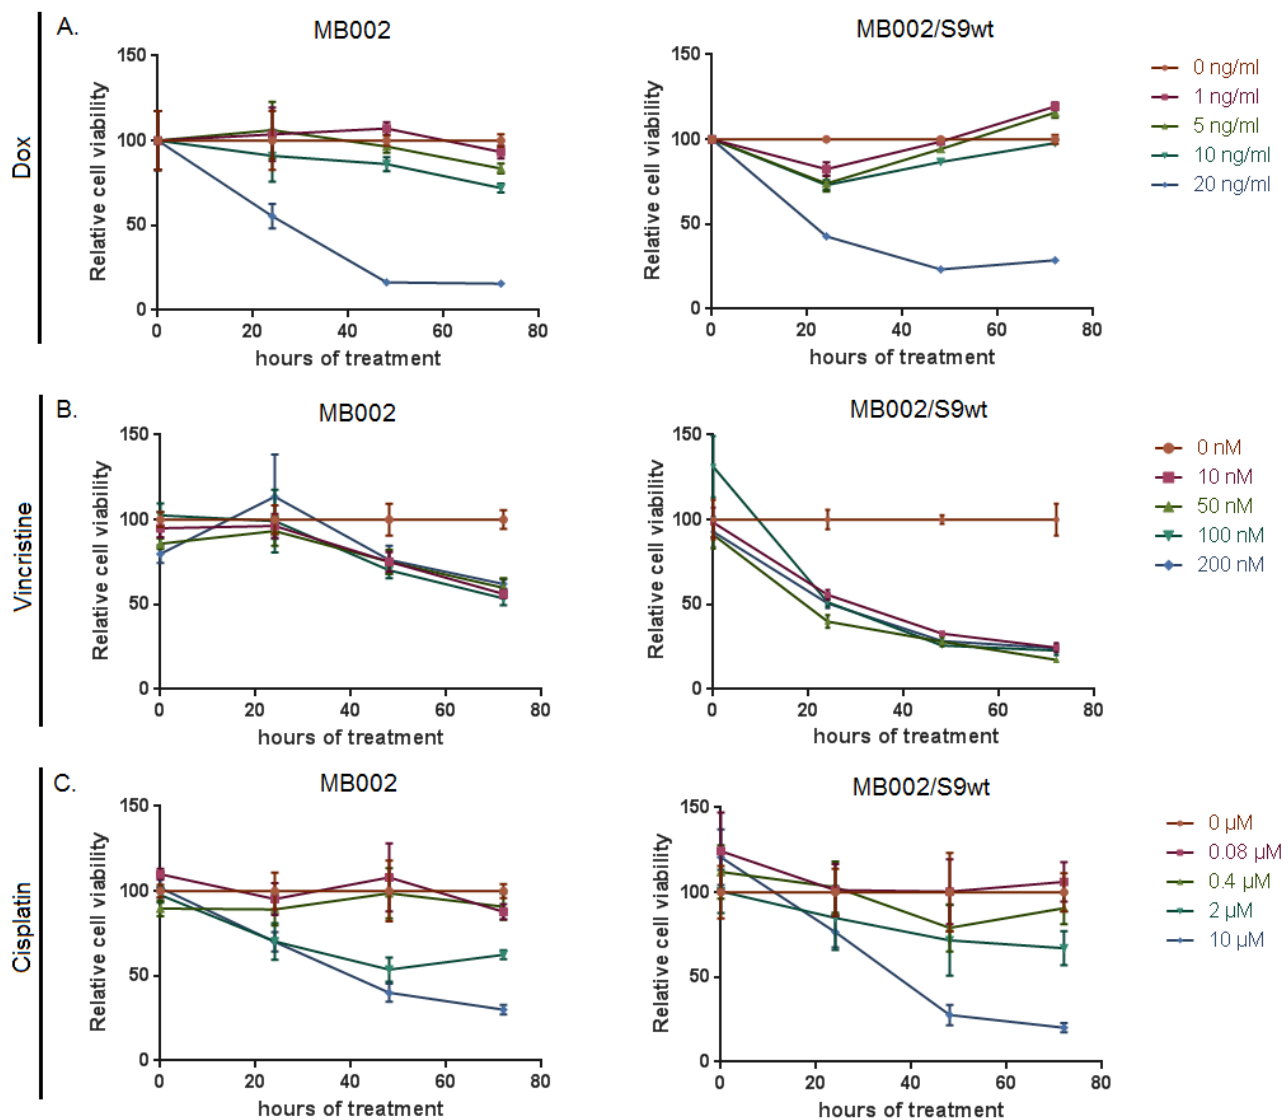 A.
Dox
MB002
150
100
50
0
Relative cell viability
0 20 40 60 80
hours of treatment
MB002/S9wt
150
100
50
0
Relative cell viability
0 20 40 60 80
hours of treatment
0 ng/ml
1 ng/ml
5 ng/ml
10 ng/ml
20 ng/ml
B.
Vincristine
MB002
150
100
50
0
Relative cell viability
0 20 40 60 80
hours of treatment
MB002/S9wt
150
100
50
0
Relative cell viability
0 20 40 60 80
hours of treatment
0 nM
10 nM
50 nM
100 nM
200 nM
C.
Cisplatin
MB002
150
100
50
0
Relative cell viability
0 20 40 60 80
hours of treatment
MB002/S9wt
150
100
50
0
Relative cell viability
0 20 40 60 80
hours of treatment
0 µM
0.08 µM
0.4 µM
2 µM
10 µM